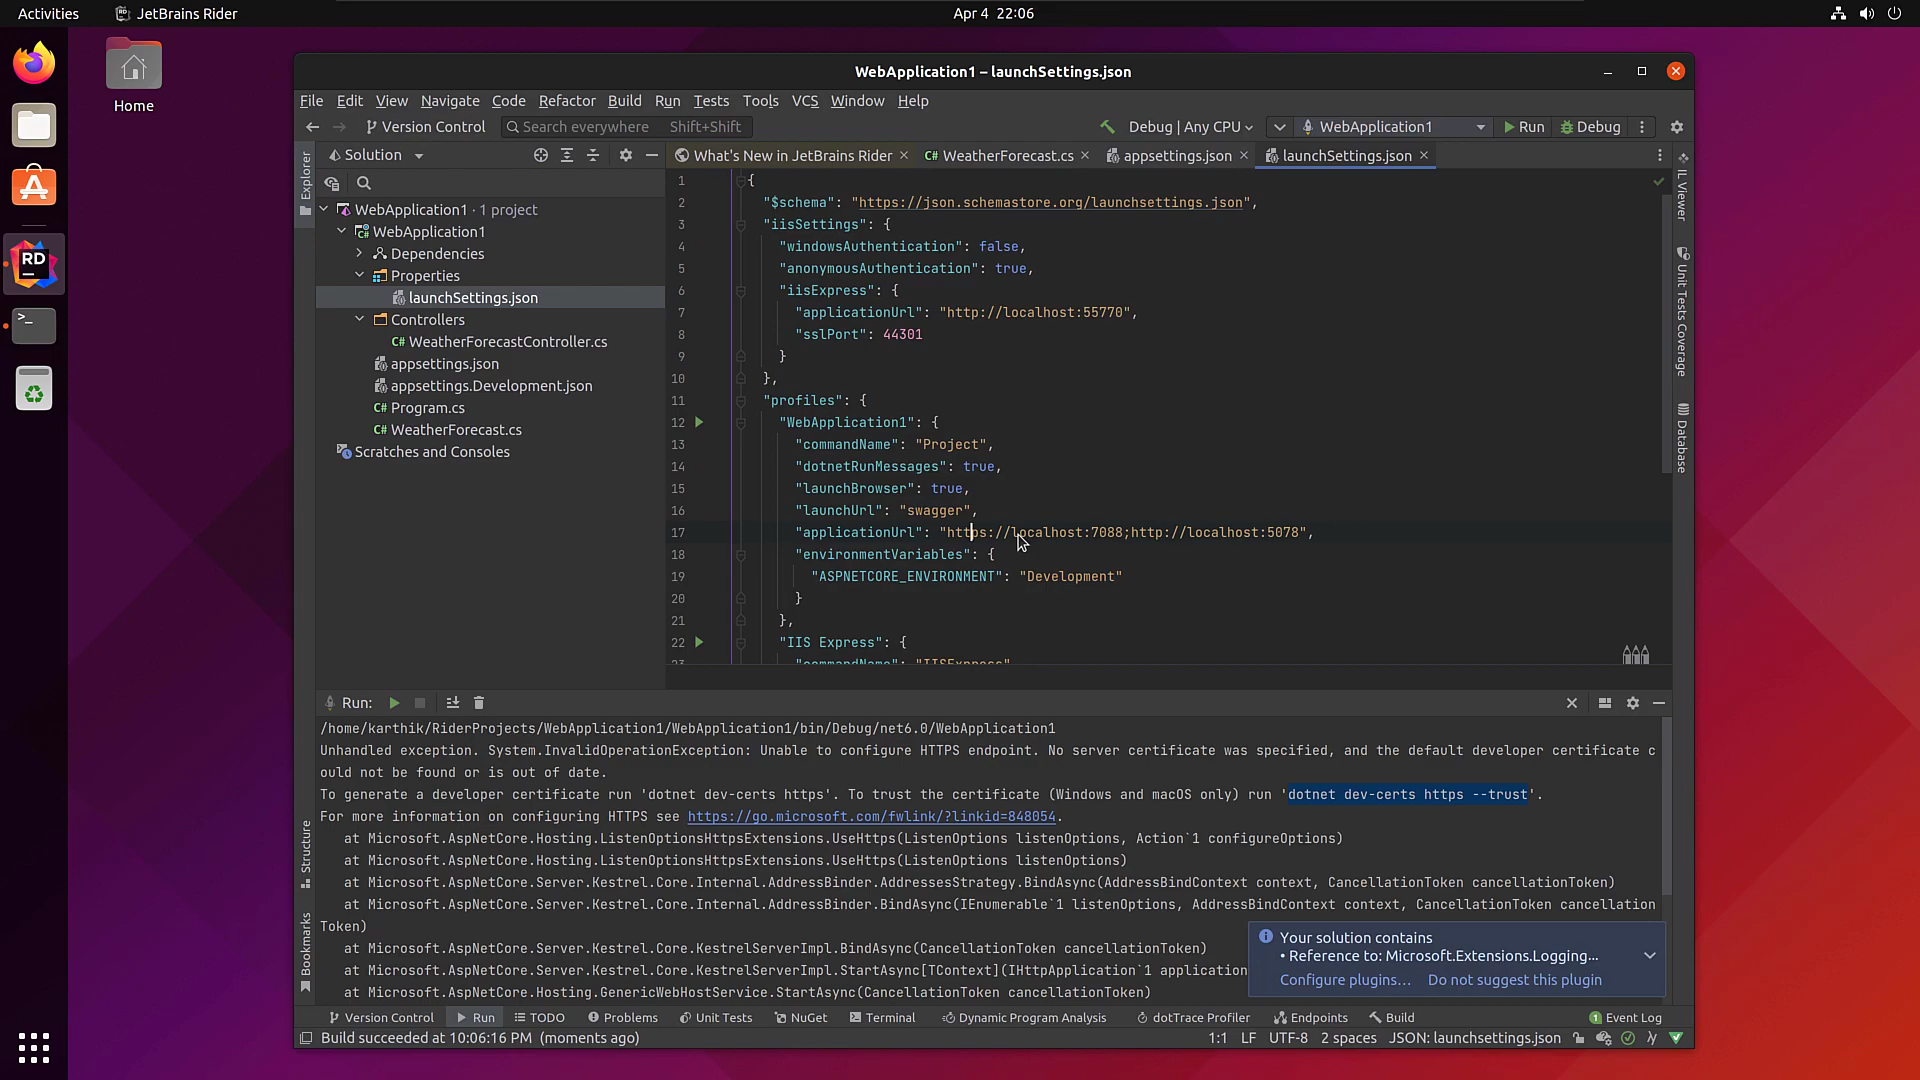 Activities
JetBrains Rider
Apr 4 22:06
Home
WebApplication1 – launchSettings.json
File Edit View Navigate Code Refactor Build Run Tests Tools VCS Window Help
Version Control
Search everywhere Shift+Shift
Debug | Any CPU
WebApplication1
Run
Debug
Explorer
Solution
What's New in JetBrains Rider
C# WeatherForecast.cs
appsettings.json
launchSettings.json
WebApplication1 · 1 project
WebApplication1
Dependencies
Properties
launchSettings.json
Controllers
C# WeatherForecastController.cs
appsettings.json
appsettings.Development.json
C# Program.cs
C# WeatherForecast.cs
Scratches and Consoles
1 {
2 "$schema": "https://json.schemastore.org/launchsettings.json",
3 "iisSettings": {
4 "windowsAuthentication": false,
5 "anonymousAuthentication": true,
6 "iisExpress": {
7 "applicationUrl": "http://localhost:55770",
8 "sslPort": 44301
9 }
10 },
11 "profiles": {
12 "WebApplication1": {
13 "commandName": "Project",
14 "dotnetRunMessages": true,
15 "launchBrowser": true,
16 "launchUrl": "swagger",
17 "applicationUrl": "https://localhost:7088;http://localhost:5078",
18 "environmentVariables": {
19 "ASPNETCORE_ENVIRONMENT": "Development"
20 }
21 },
22 "IIS Express": {
23 "commandName": "IISExpress"
IL Viewer
Unit Tests Coverage
Database
RD
Run:
/home/karthik/RiderProjects/WebApplication1/WebApplication1/bin/Debug/net6.0/WebApplication1
Unhandled exception. System.InvalidOperationException: Unable to configure HTTPS endpoint. No server certificate was specified, and the default developer certificate c
ould not be found or is out of date.
To generate a developer certificate run 'dotnet dev-certs https'. To trust the certificate (Windows and macOS only) run 'dotnet dev-certs https --trust'.
For more information on configuring HTTPS see https://go.microsoft.com/fwlink/?linkid=848054.
at Microsoft.AspNetCore.Hosting.ListenOptionsHttpsExtensions.UseHttps(ListenOptions listenOptions, Action`1 configureOptions)
at Microsoft.AspNetCore.Hosting.ListenOptionsHttpsExtensions.UseHttps(ListenOptions listenOptions)
at Microsoft.AspNetCore.Server.Kestrel.Core.Internal.AddressBinder.AddressesStrategy.BindAsync(AddressBindContext context, CancellationToken cancellationToken)
at Microsoft.AspNetCore.Server.Kestrel.Core.Internal.AddressBinder.BindAsync(IEnumerable`1 listenOptions, AddressBindContext context, CancellationToken cancellation
Token)
at Microsoft.AspNetCore.Server.Kestrel.Core.KestrelServerImpl.BindAsync(CancellationToken cancellationToken)
at Microsoft.AspNetCore.Server.Kestrel.Core.KestrelServerImpl.StartAsync[TContext](IHttpApplication`1 application
at Microsoft.AspNetCore.Hosting.GenericWebHostService.StartAsync(CancellationToken cancellationToken)
Your solution contains
• Reference to: Microsoft.Extensions.Logging...
Configure plugins... Do not suggest this plugin
Structure
Bookmarks
Version Control
Run
TODO
Problems
Unit Tests
NuGet
Terminal
Dynamic Program Analysis
dotTrace Profiler
Endpoints
Build
1 Event Log
Build succeeded at 10:06:16 PM (moments ago)
1:1 LF UTF-8 2 spaces JSON: launchsettings.json